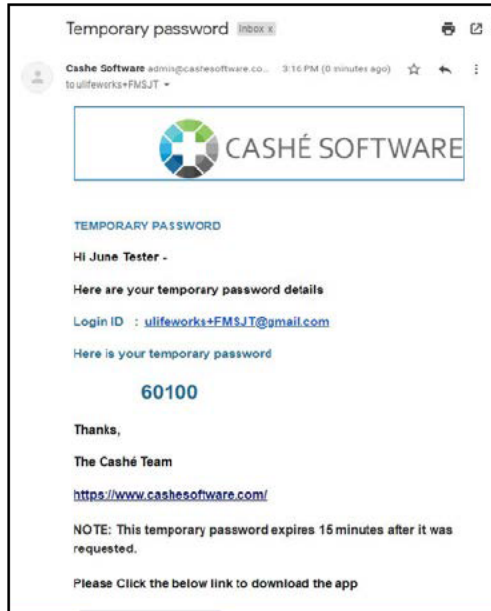 Temporary password Inbox x
Cashe Software admin@cashesoftware.co... 3:16 PM (0 minutes ago)
to ulifeworks+FMSJT
CASHÉ SOFTWARE
TEMPORARY PASSWORD
Hi June Tester -
Here are your temporary password details
Login ID : ulifeworks+FMSJT@gmail.com
Here is your temporary password
60100
Thanks,
The Cashé Team
https://www.cashesoftware.com/
NOTE: This temporary password expires 15 minutes after it was
requested.
Please Click the below link to download the app